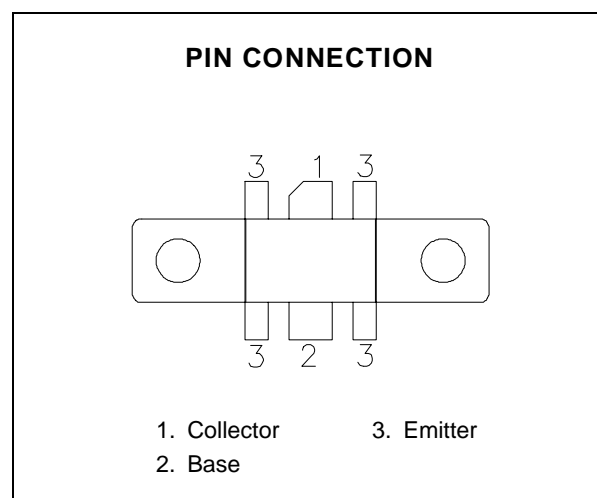 PIN CONNECTION
3 1 3
3 2 3
1. Collector 3. Emitter
2. Base